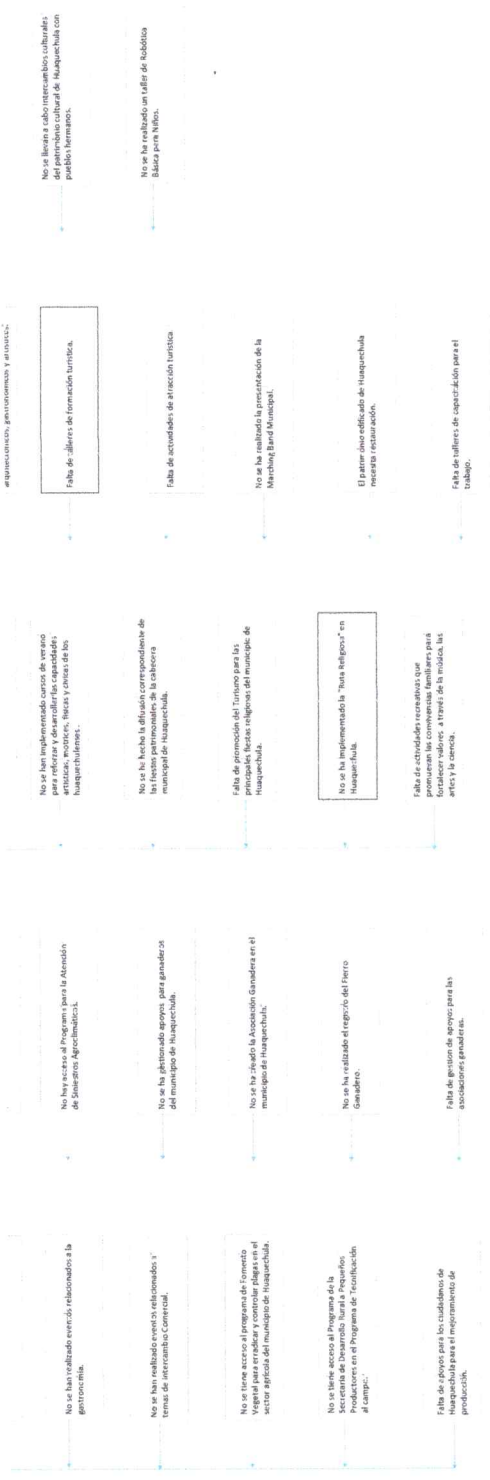 No se han realizado eventos relacionados a la
gastronomía.
No se han realizado eventos relacionados a
temas de intercambio Comercial.
No se tiene acceso al programa de Fomento
Vegetal para erradicar y controlar plagas en el
sector agrícola del municipio de Huaquechula.
No se tiene acceso al Programa de la
Secretaría de Desarrollo Rural a Pequeños
Productores en el Programa de Tecnificación
al campo.
Falta de apoyos para los ciudadanos de
Huaquechula para el mejoramiento de
producción.
No hay acceso al Programa para la Atención
de Siniestros Agroclimáticos.
No se ha gestionado apoyos para ganaderos
del municipio de Huaquechula.
No se ha creado la Asociación Ganadera en el
municipio de Huaquechula.
No se ha realizado el registro del Fierro
Ganadero.
Falta de gestion de apoyos para las
asociaciones ganaderas.
No se han implementado cursos de verano
para reforzar y desarrollar las capacidades
artísticas, motrices, físicas y cívicas de los
huaquechulenses.
No se ha hecho la difusión correspondiente de
las fiestas patrimoniales de la cabecera
municipal de Huaquechula.
Falta de promoción del Turismo para las
principales fiestas religiosas del municipio de
Huaquechula.
No se ha implementado la "Ruta Religiosa" en
Huaquechula.
Falta de actividades recreativas que
promuevan las convivencias familiares para
fortalecer valores a través de la música, las
artes y la ciencia.
arquitectónicos, gastronómicos y artísticos.
Falta de talleres de formación turística.
Falta de actividades de atracción turística.
No se ha realizado la presentación de la
Marching Band Municipal.
El patrimonio edificado de Huaquechula
necesita restauración.
Falta de talleres de capacitación para el
trabajo.
No se llevan a cabo intercambios culturales
del patrimonio cultural de Huaquechula con
pueblos hermanos.
No se ha realizado un taller de Robótica
Básica para Niños.